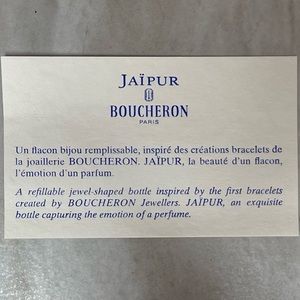 JAÏPUR
BOUCHERON
PARIS
Un flacon bijou remplissable, inspiré des créations bracelets de
la joaillerie BOUCHERON. JAÏPUR, la beauté d'un flacon,
l'émotion d'un parfum.
A refillable jewel-shaped bottle inspired by the first bracelets
created by BOUCHERON Jewellers. JAÏPUR, an exquisite
bottle capturing the emotion of a perfume.